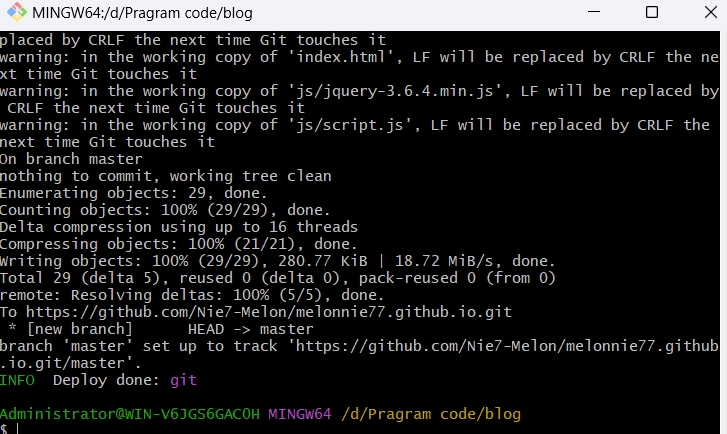 MINGW64:/d/Pragram code/blog
placed by CRLF the next time Git touches it
warning: in the working copy of 'index.html', LF will be replaced by CRLF the ne
xt time Git touches it
warning: in the working copy of 'js/jquery-3.6.4.min.js', LF will be replaced by
 CRLF the next time Git touches it
warning: in the working copy of 'js/script.js', LF will be replaced by CRLF the
next time Git touches it
On branch master
nothing to commit, working tree clean
Enumerating objects: 29, done.
Counting objects: 100% (29/29), done.
Delta compression using up to 16 threads
Compressing objects: 100% (21/21), done.
Writing objects: 100% (29/29), 280.77 KiB | 18.72 MiB/s, done.
Total 29 (delta 5), reused 0 (delta 0), pack-reused 0 (from 0)
remote: Resolving deltas: 100% (5/5), done.
To https://github.com/Nie7-Melon/melonnie77.github.io.git
 * [new branch]      HEAD -> master
branch 'master' set up to track 'https://github.com/Nie7-Melon/melonnie77.github
.io.git/master'.
INFO  Deploy done: git
Administrator@WIN-V6JGS6GAC0H MINGW64 /d/Pragram code/blog
$